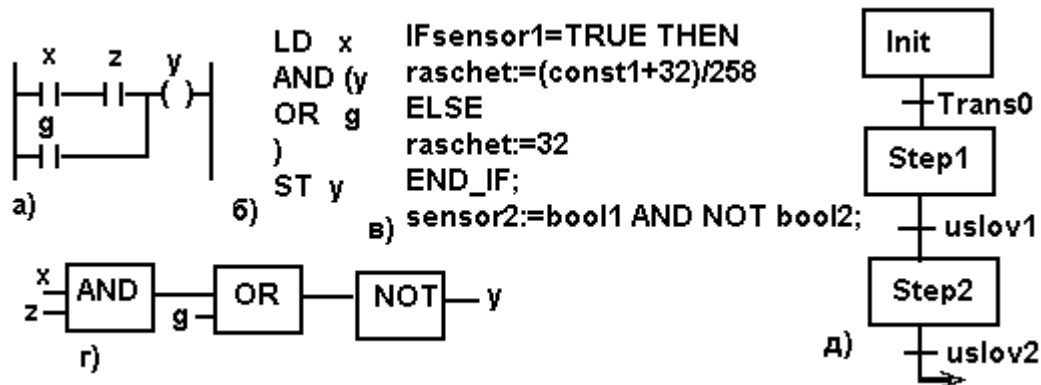 x z y
g
а)
LD x
AND (y
OR g
)
ST y
б)
IFsensor1=TRUE THEN
raschet:=(const1+32)/258
ELSE
raschet:=32
END_IF;
sensor2:=bool1 AND NOT bool2;
в)
x
z
AND
g
OR
NOT
y
г)
Init
Trans0
Step1
uslov1
Step2
uslov2
д)